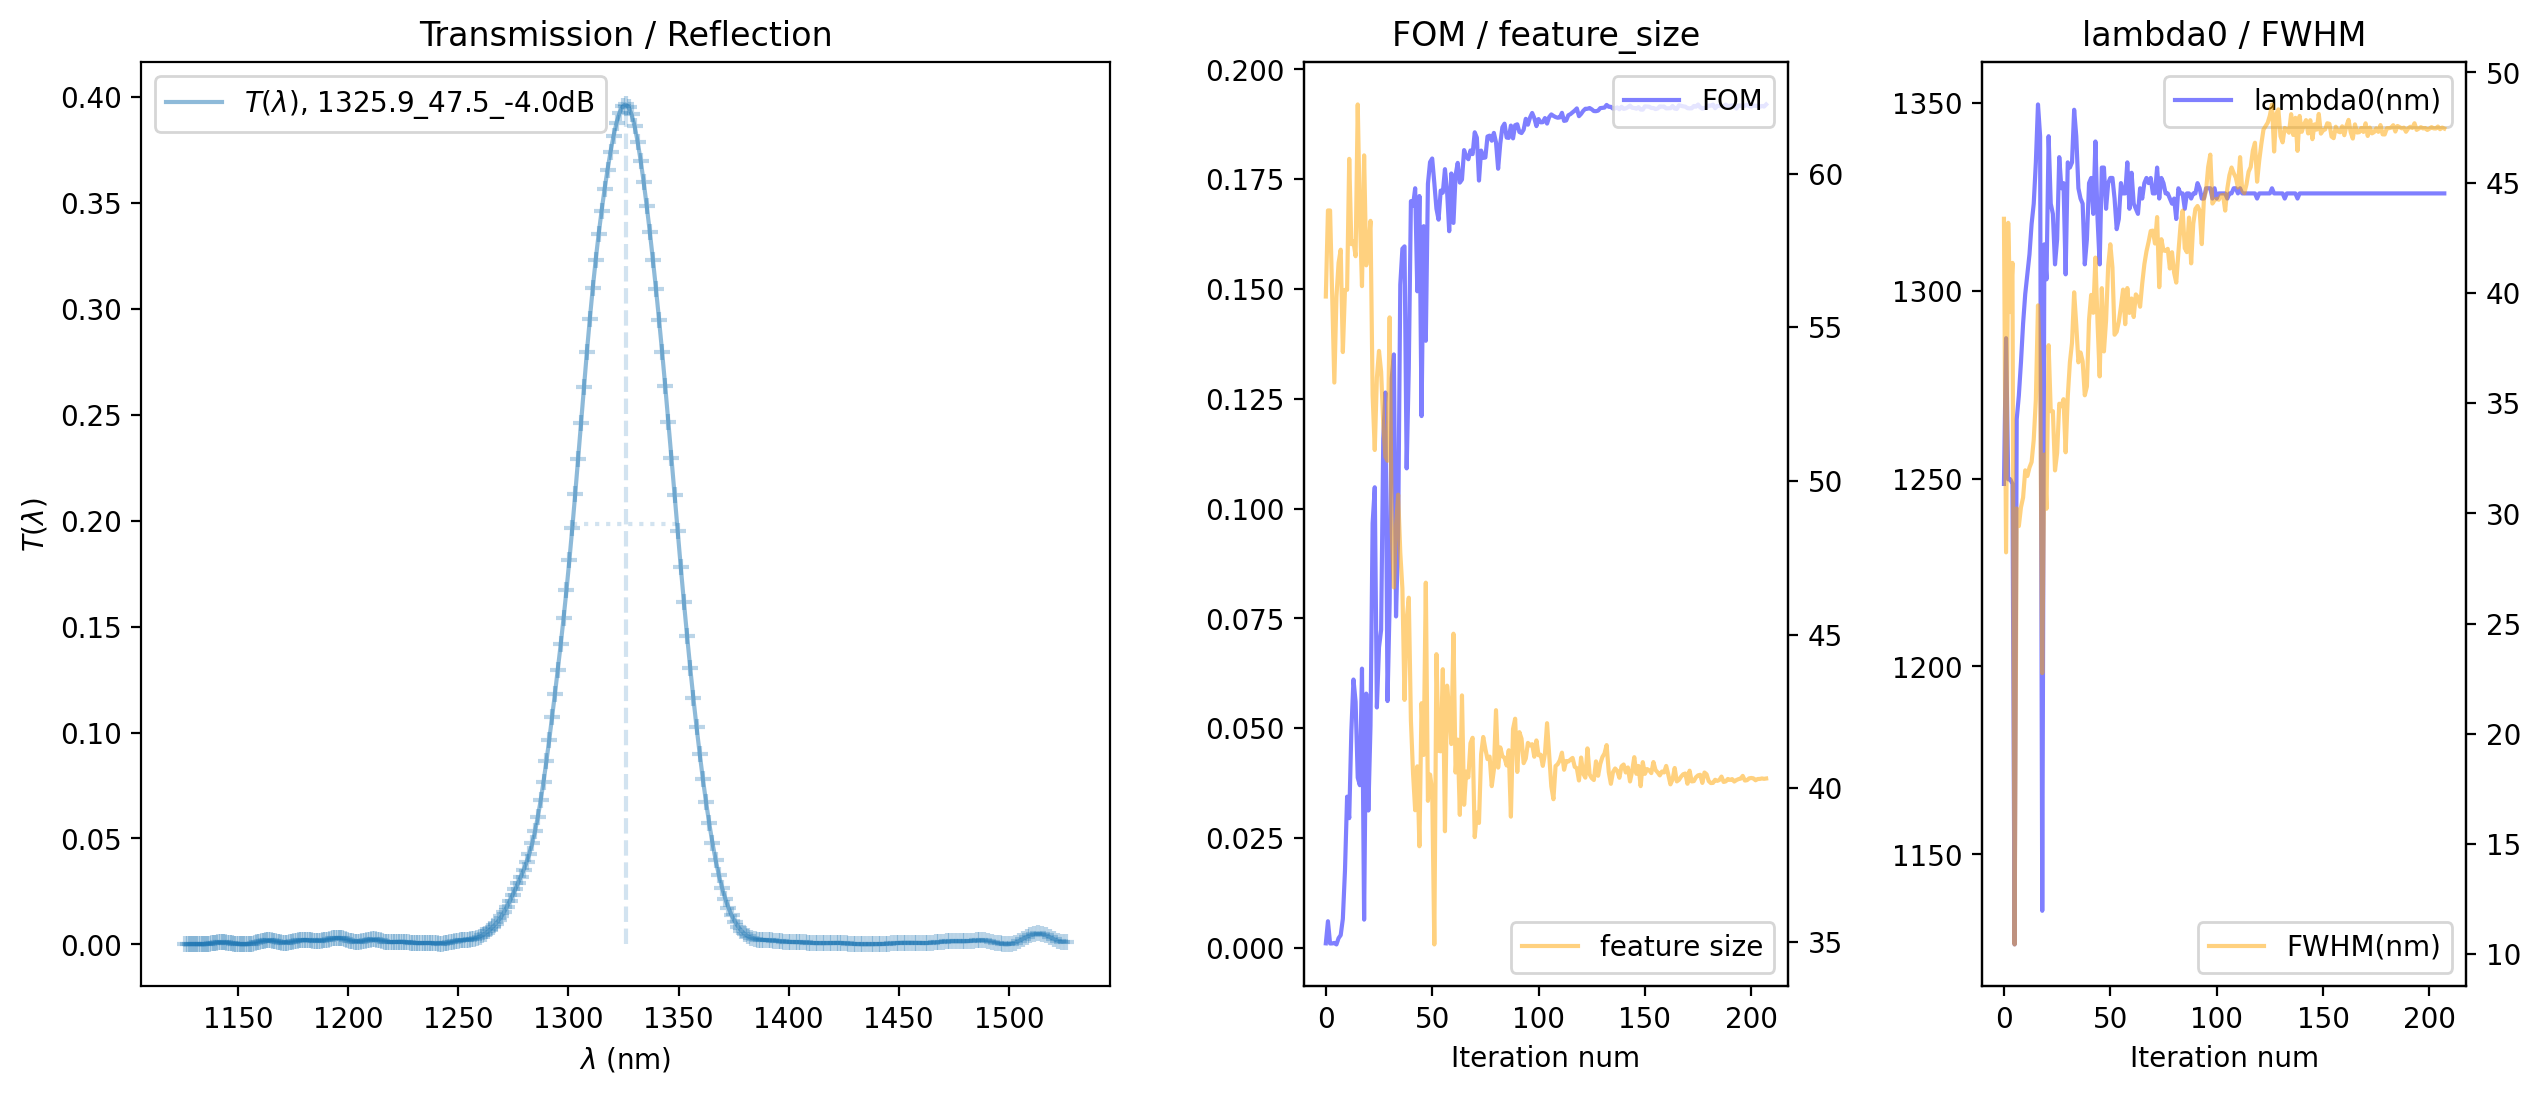 Transmission / Reflection
T(λ), 1325.9_47.5_-4.0dB
0.40
0.35
0.30
0.25
0.20
0.15
0.10
0.05
0.00
T(λ)
1150 1200 1250 1300 1350 1400 1450 1500
λ (nm)
FOM / feature_size
FOM
0.200
0.175
0.150
0.125
0.100
0.075
0.050
0.025
0.000
60
55
50
45
40
35
feature size
0 50 100 150 200
Iteration num
lambda0 / FWHM
lambda0(nm)
1350
1300
1250
1200
1150
50
45
40
35
30
25
20
15
10
FWHM(nm)
0 50 100 150 200
Iteration num